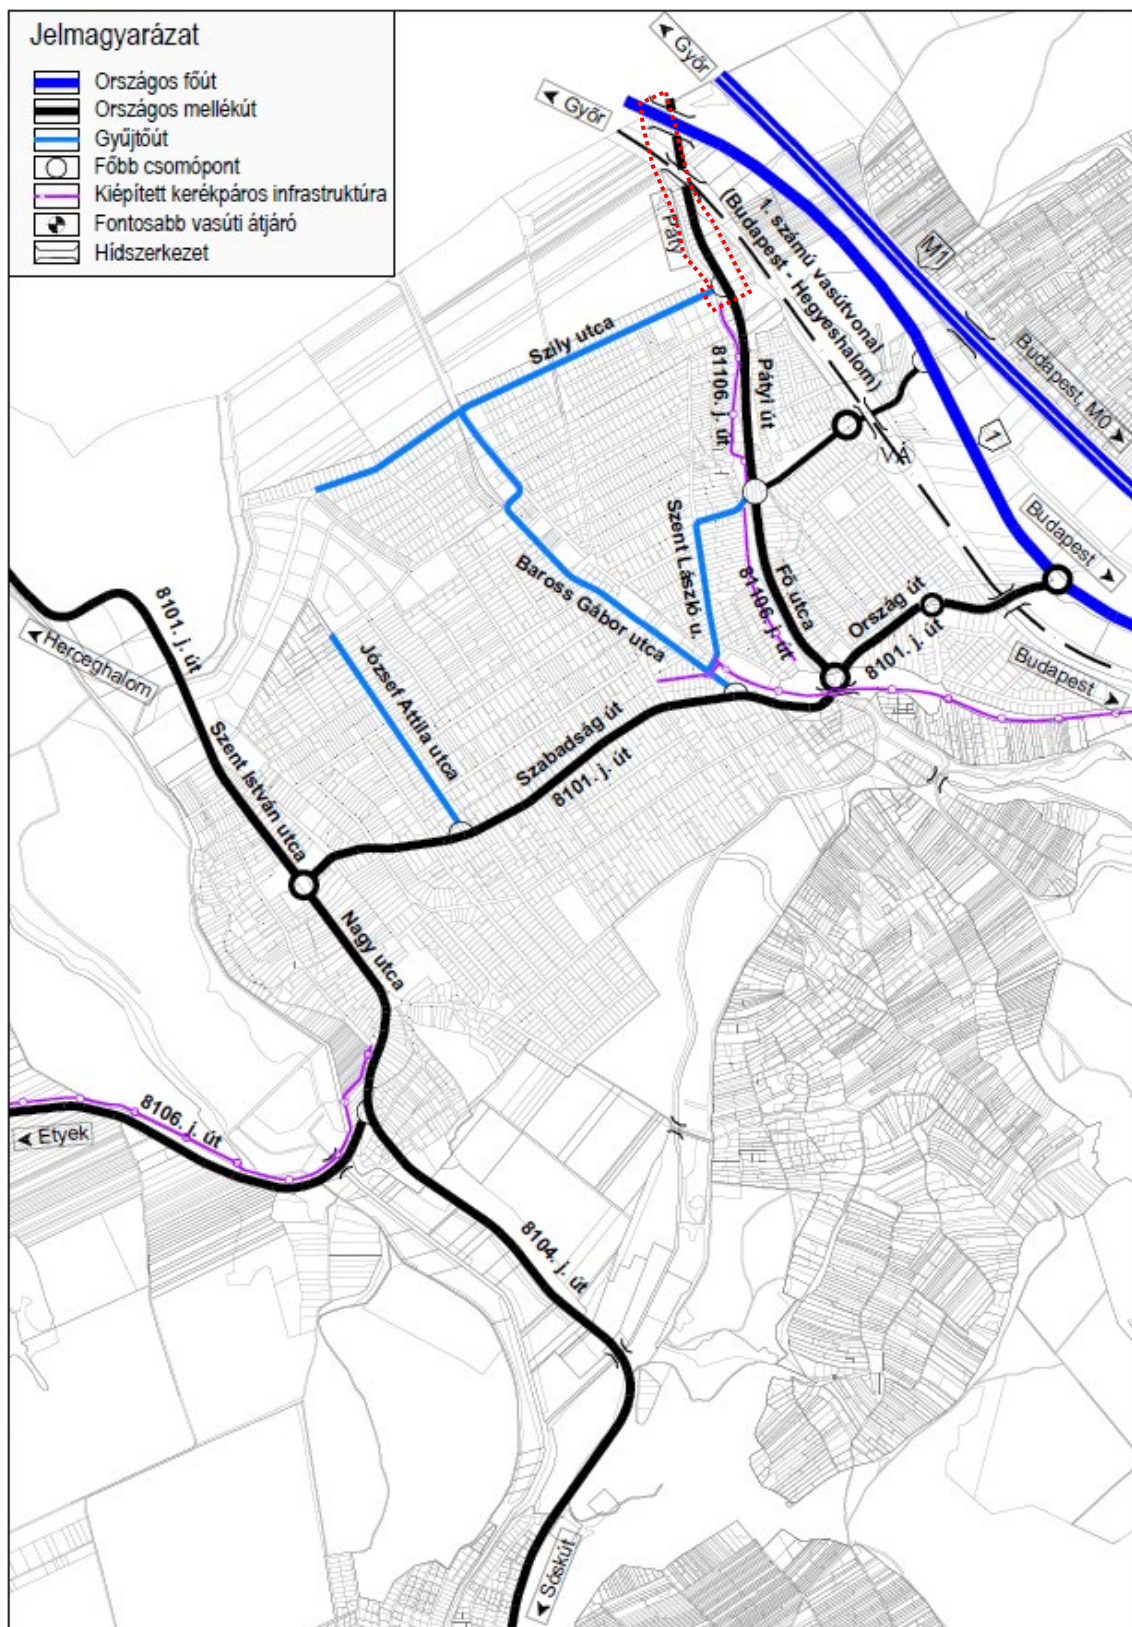 Jelmagyarázat
Országos főút
Országos mellékút
Gyűjtőút
Főbb csomópont
Kiépített kerékpáros infrastruktúra
Fontosabb vasúti átjáró
Hídszerkezet
Győr
Győr
Páty
1. számú vasútvonal
(Budapest - Hegyeshalom)
M1
Budapest, M0
Szily utca
81106. j. út
Pátyi út
1
VÁ
Budapest
Szent László u.
Baross Gábor utca
81106. j. út
Fő utca
Ország út
8101. j. út
Budapest
8101. j. út
Herceghalom
József Attila utca
Szent István utca
Szabadság út
8101. j. út
Nagy utca
8106. j. út
Etyek
8104. j. út
Sóskút